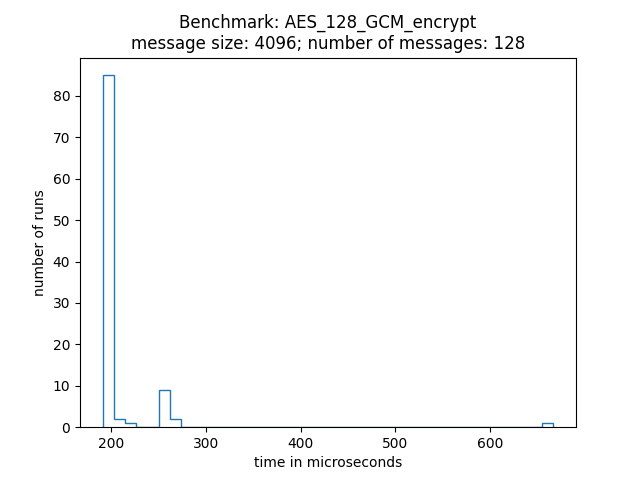 Benchmark: AES_128_GCM_encrypt
message size: 4096; number of messages: 128
number of runs
80
70
60
50
40
30
20
10
0
200 300 400 500 600
time in microseconds